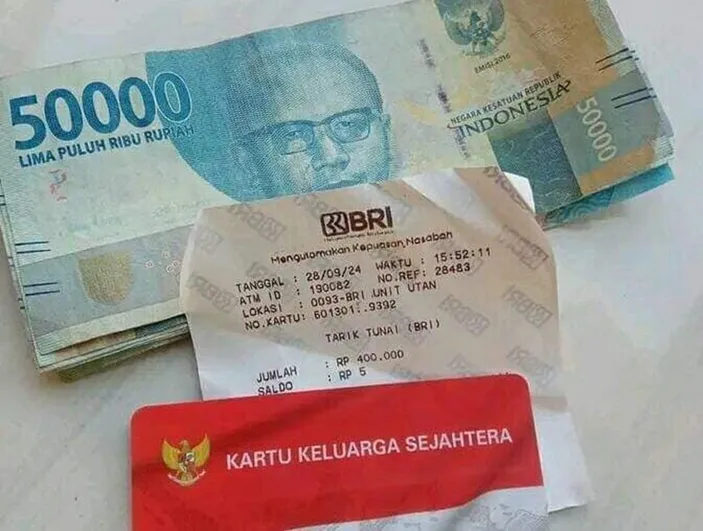 50000
LIMA PULUH RIBU RUPIAH
EMISI 2016
NEGARA KESATUAN REPUBLIK
INDONESIA
50000
BRI
Mengutamakan Kepuasan Nasabah
TANGGAL : 28/09/24 WAKTU : 15:52:11
ATM ID : 190082 NO.REF: 28483
LOKASI : 0093-BRI UNIT UTAN
NO.KARTU: 601301..9392
TARIK TUNAI (BRI)
JUMLAH : RP 400.000
SALDO : RP 5
KARTU KELUARGA SEJAHTERA